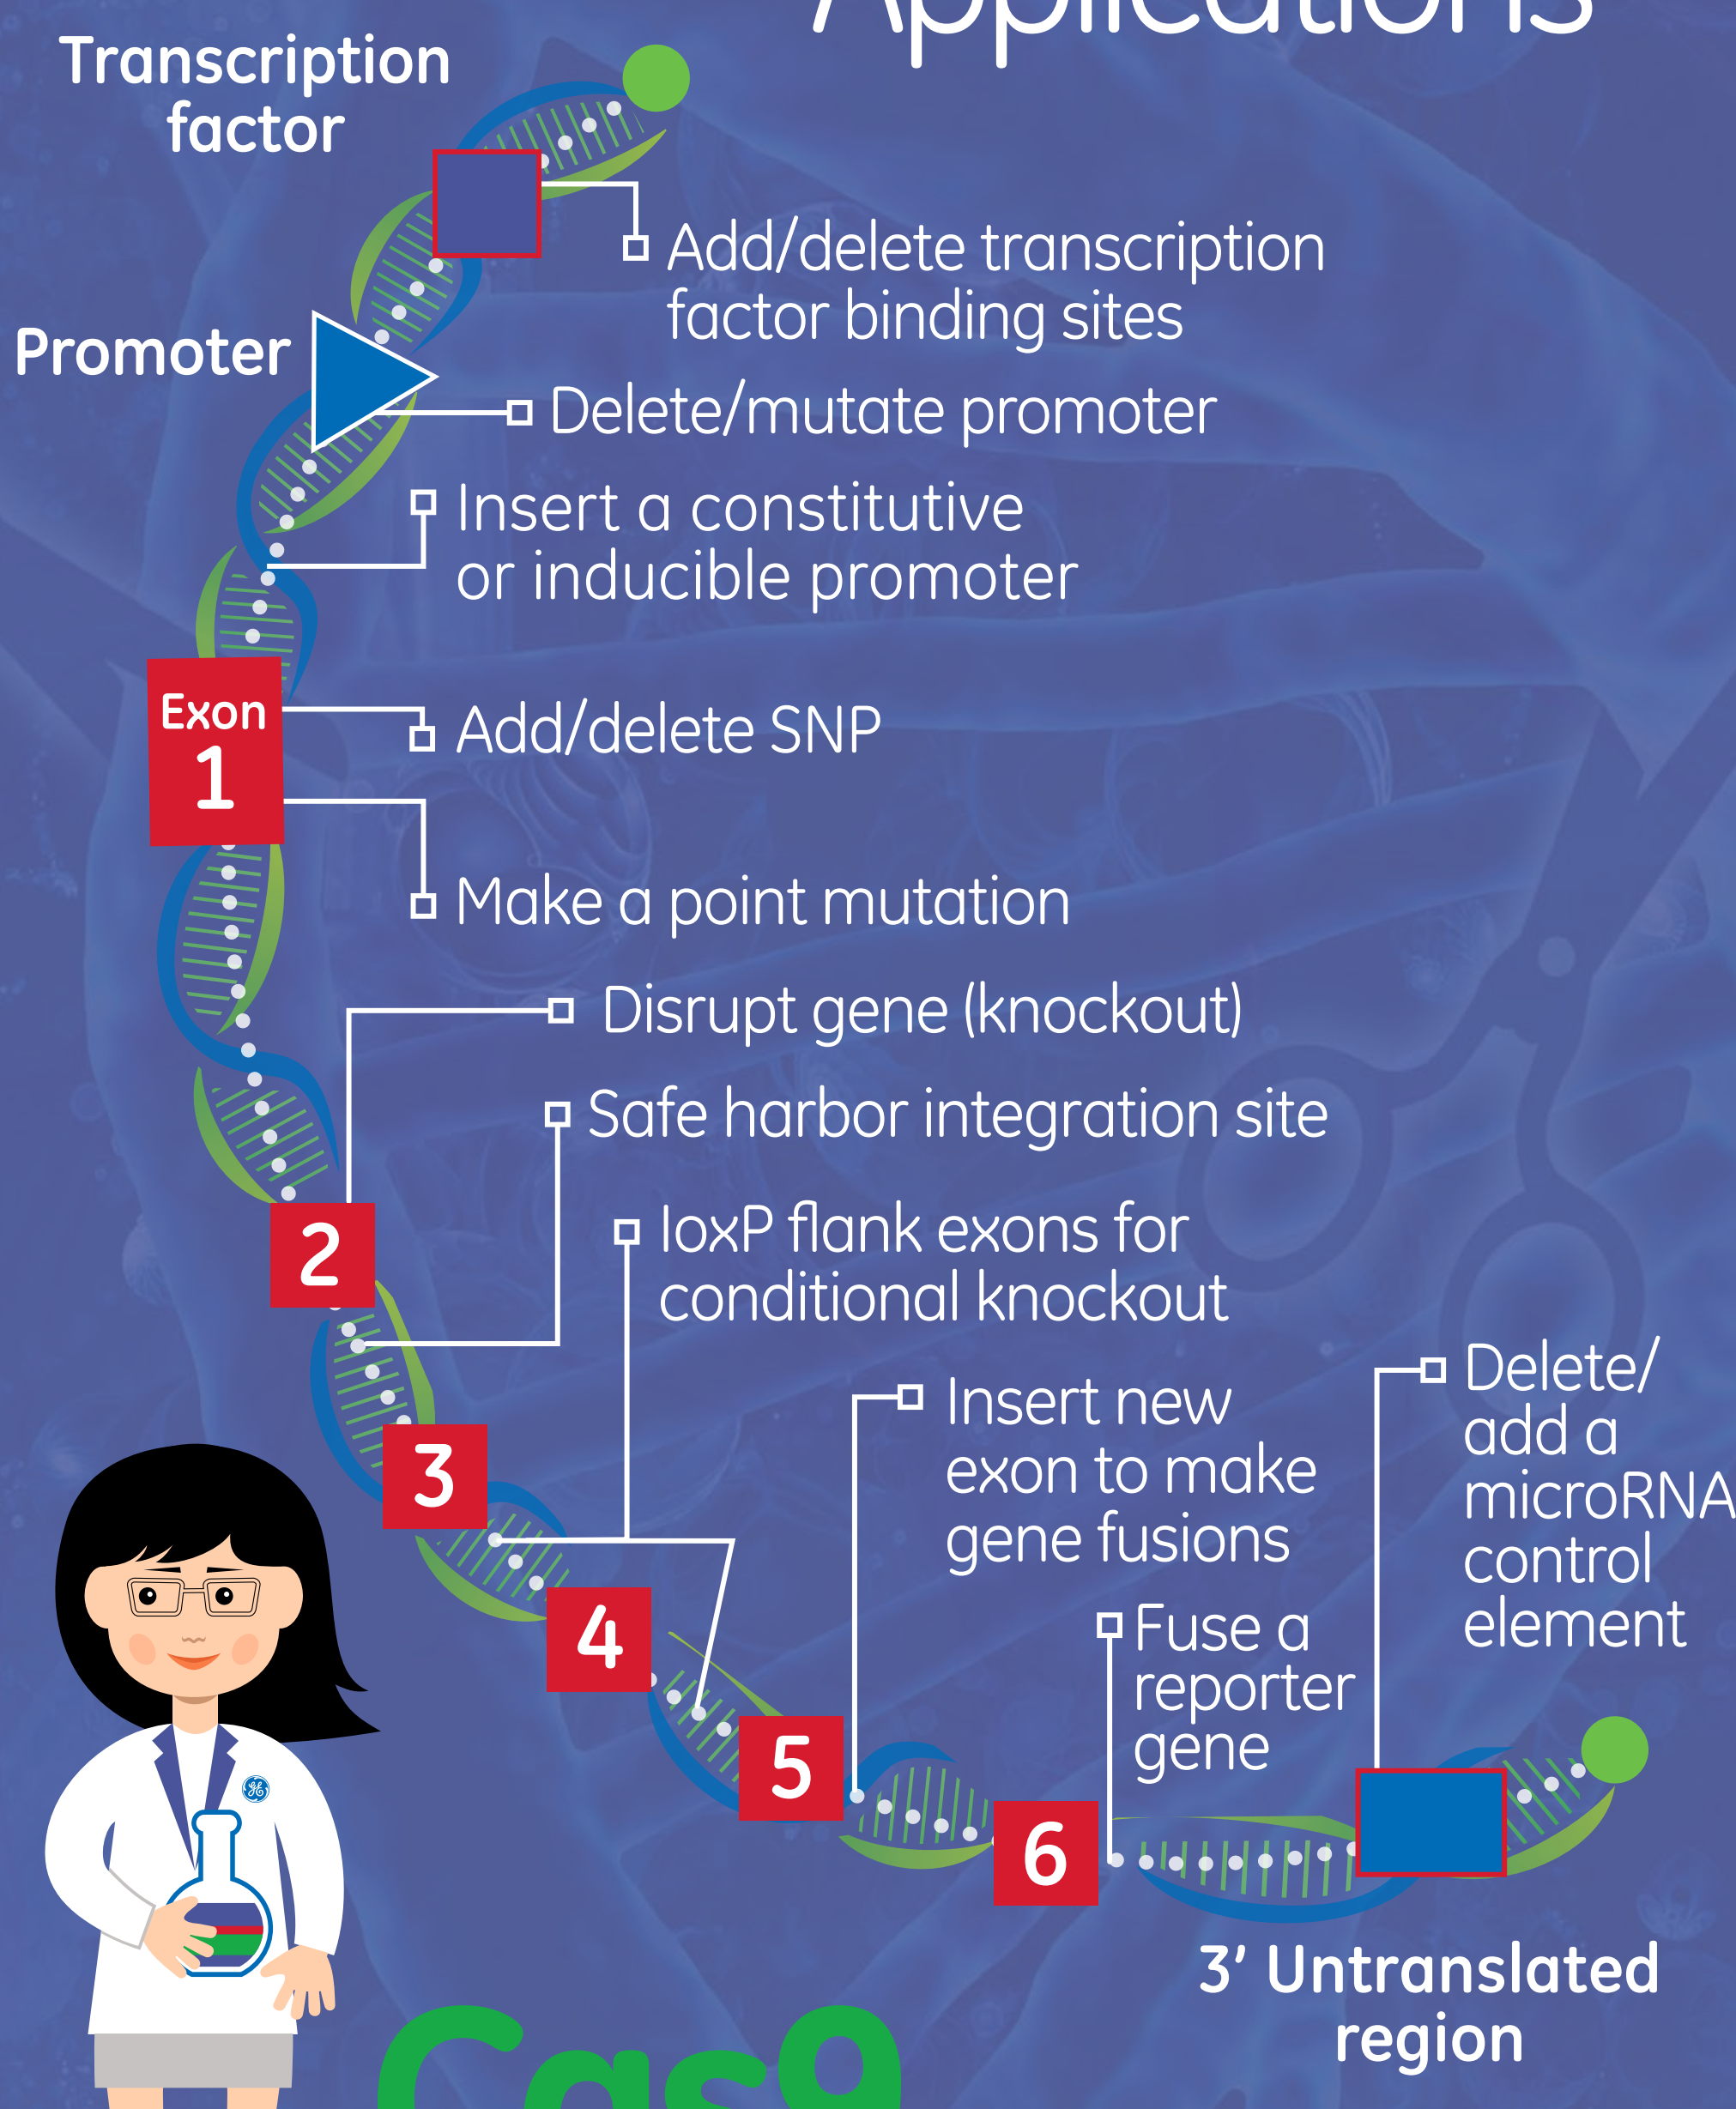 Applications
Transcription
factor
Add/delete transcription
factor binding sites
Promoter
Delete/mutate promoter
Insert a constitutive
or inducible promoter
Exon
1
Add/delete SNP
Make a point mutation
Disrupt gene (knockout)
Safe harbor integration site
2
loxP flank exons for
conditional knockout
3
4
5
Insert new
exon to make
gene fusions
6
Fuse a
reporter
gene
Delete/
add a
microRNA
control
element
3′ Untranslated
region
GE
Cas9